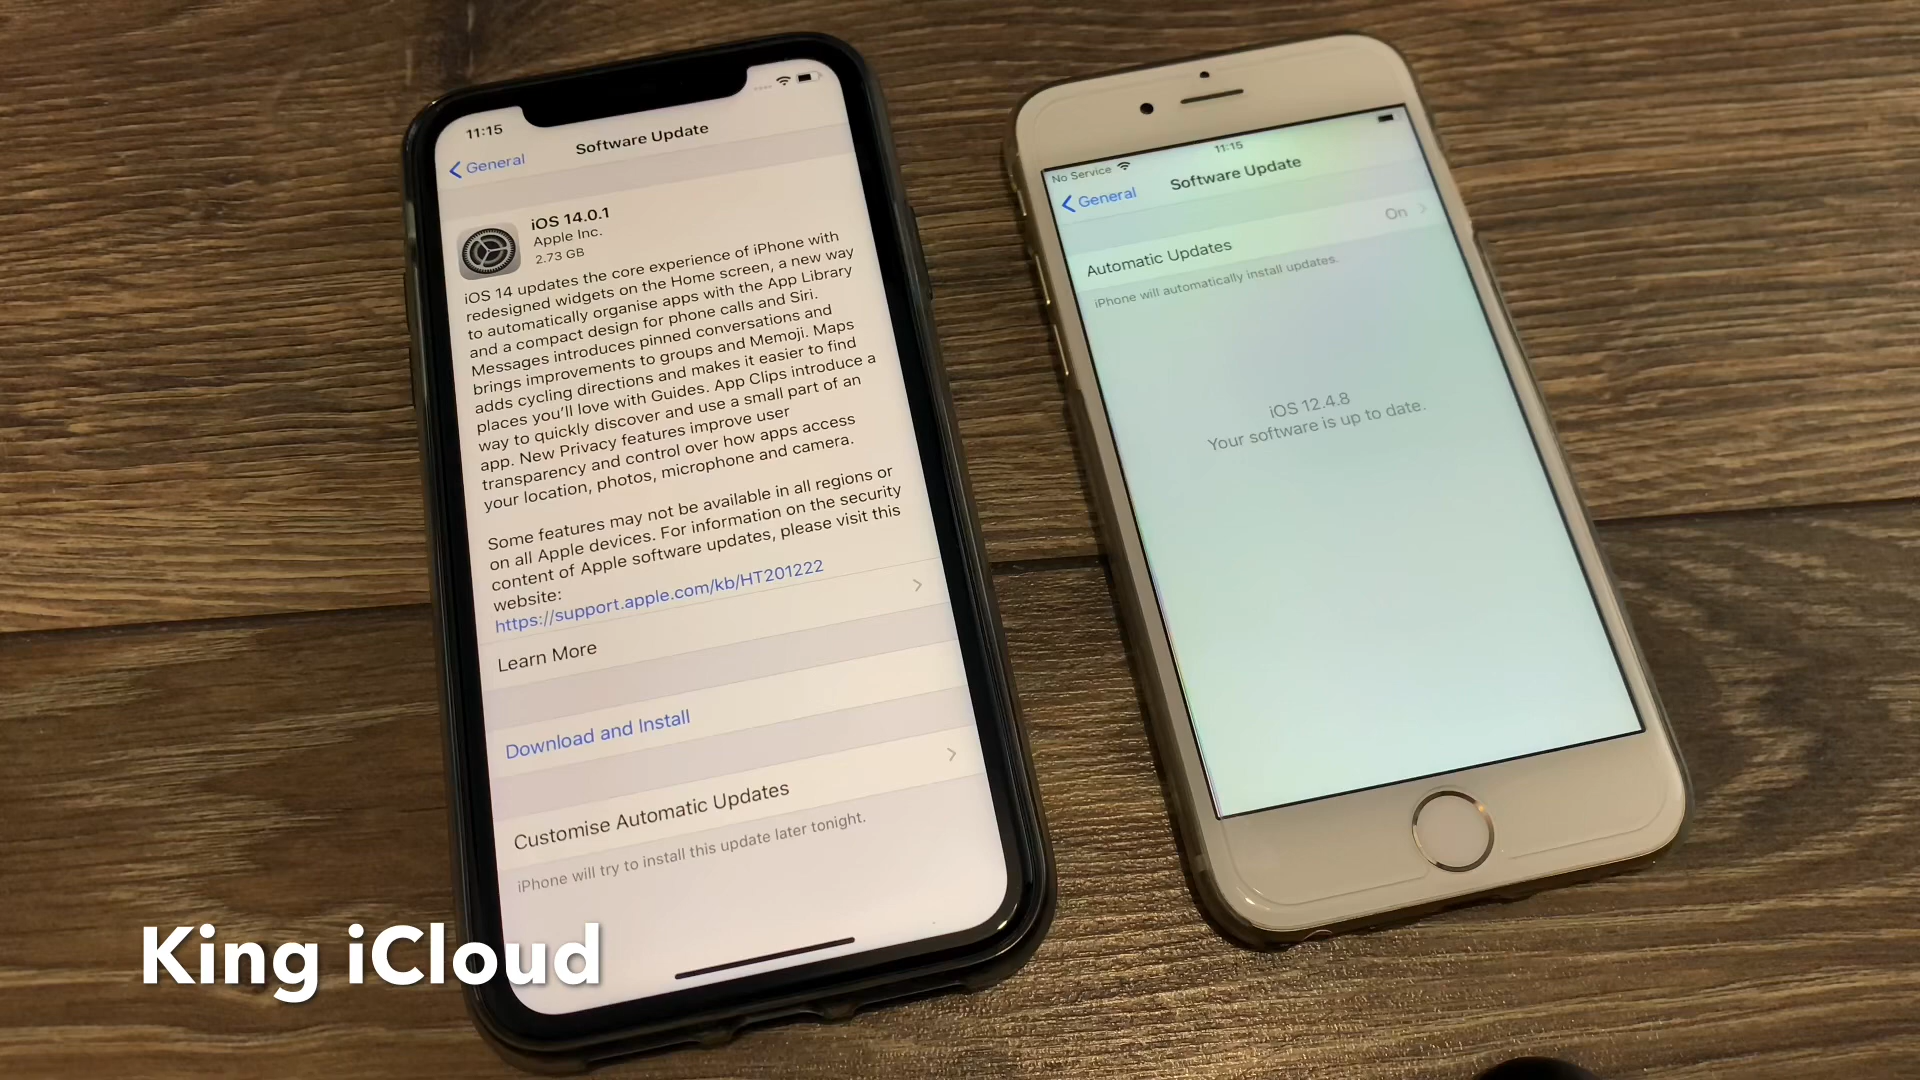 11:15
General
Software Update
iOS 14.0.1
Apple Inc.
2.73 GB
iOS 14 updates the core experience of iPhone with
redesigned widgets on the Home screen, a new way
to automatically organise apps with the App Library
and a compact design for phone calls and Siri.
Messages introduces pinned conversations and
brings improvements to groups and Memoji. Maps
adds cycling directions and makes it easier to find
places you'll love with Guides. App Clips introduce a
way to quickly discover and use a small part of an
app. New Privacy features improve user
transparency and control over how apps access
your location, photos, microphone and camera.
Some features may not be available in all regions or
on all Apple devices. For information on the security
content of Apple software updates, please visit this
website:
https://support.apple.com/kb/HT201222
Learn More
Download and Install
Customise Automatic Updates
iPhone will try to install this update later tonight.
No Service
11:15
General
Software Update
Automatic Updates
On
iPhone will automatically install updates.
iOS 12.4.8
Your software is up to date.
King iCloud